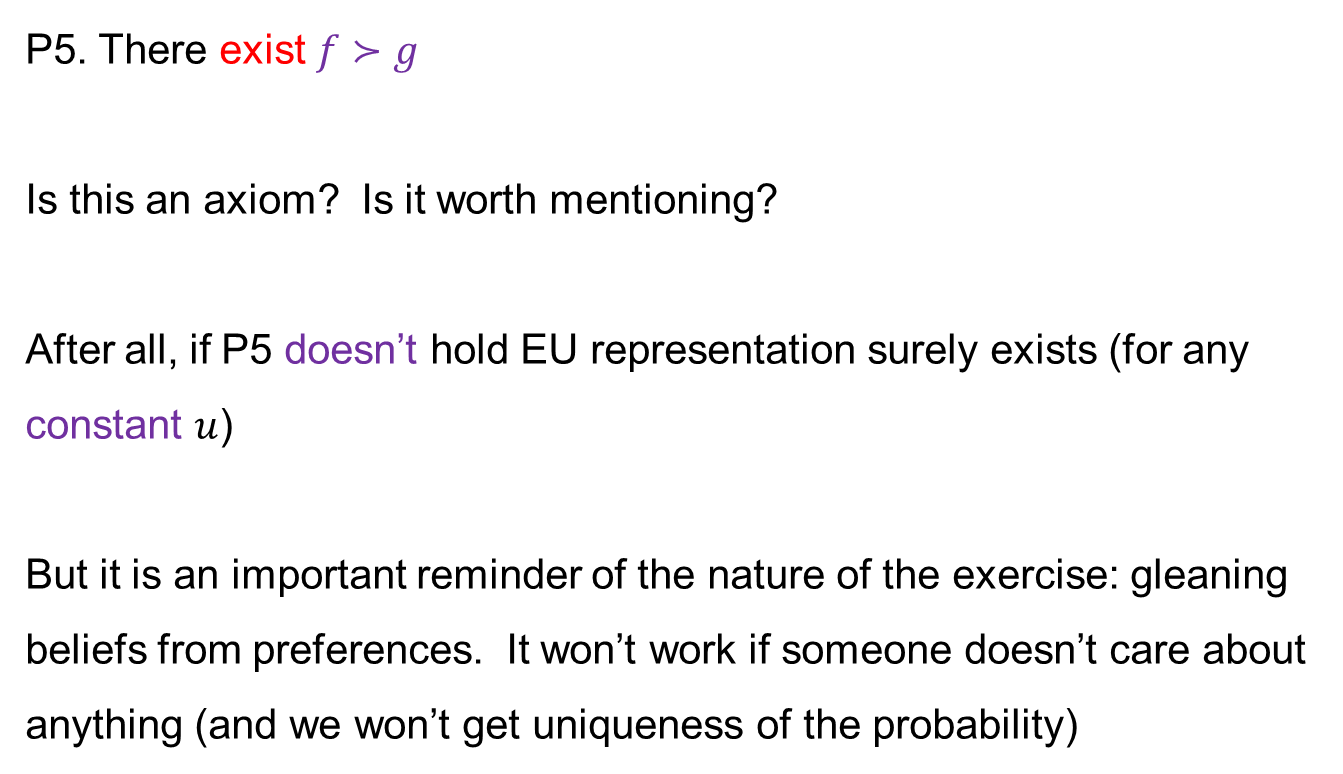 P5. There exist f ≻ g
Is this an axiom? Is it worth mentioning?
After all, if P5 doesn’t hold EU representation surely exists (for any
constant u)
But it is an important reminder of the nature of the exercise: gleaning
beliefs from preferences. It won’t work if someone doesn’t care about
anything (and we won’t get uniqueness of the probability)